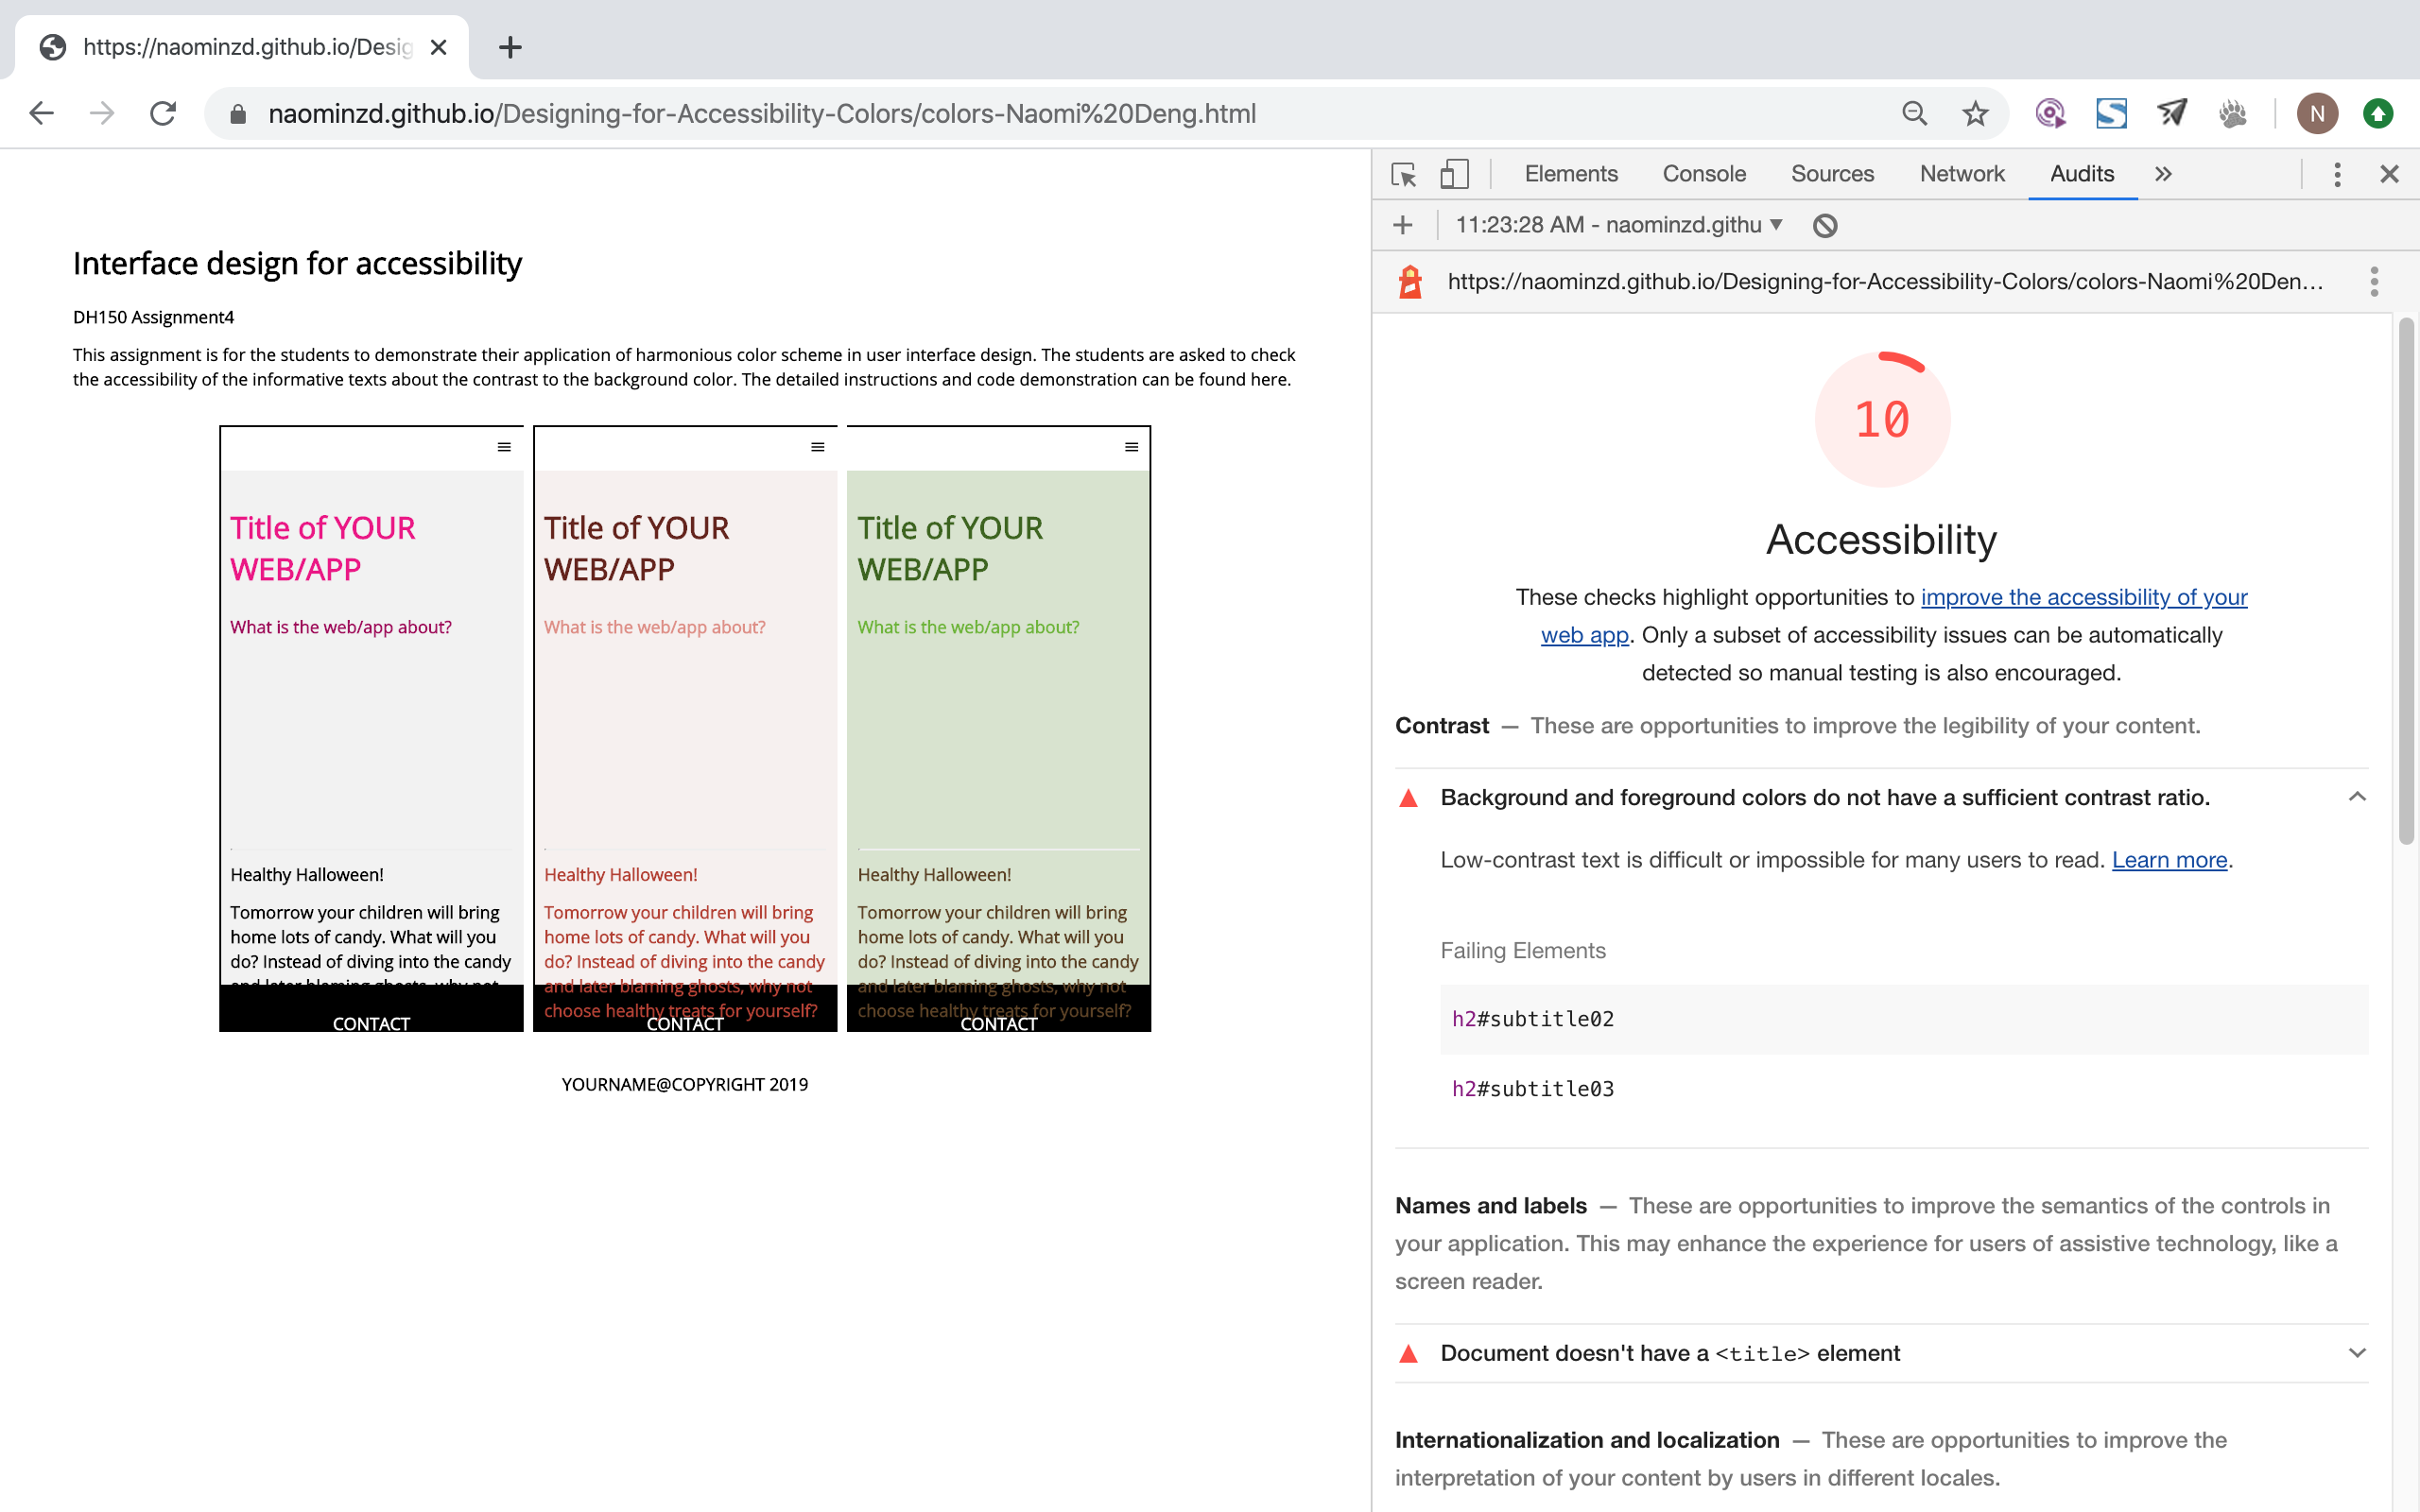 https://naominzd.github.io/Desig
naominzd.github.io/Designing-for-Accessibility-Colors/colors-Naomi%20Deng.html
N
Interface design for accessibility
DH150 Assignment4
This assignment is for the students to demonstrate their application of harmonious color scheme in user interface design. The students are asked to check
the accessibility of the informative texts about the contrast to the background color. The detailed instructions and code demonstration can be found here.
Title of YOUR
WEB/APP
What is the web/app about?
Healthy Halloween!
Tomorrow your children will bring
home lots of candy. What will you
do? Instead of diving into the candy
and later blaming ghosts, why not
CONTACT
Title of YOUR
WEB/APP
What is the web/app about?
Healthy Halloween!
Tomorrow your children will bring
home lots of candy. What will you
do? Instead of diving into the candy
and later blaming ghosts, why not
choose healthy treats for yourself?
CONTACT
Title of YOUR
WEB/APP
What is the web/app about?
Healthy Halloween!
Tomorrow your children will bring
home lots of candy. What will you
do? Instead of diving into the candy
and later blaming ghosts, why not
choose healthy treats for yourself?
CONTACT
YOURNAME@COPYRIGHT 2019
Elements Console Sources Network Audits
11:23:28 AM - naominzd.githu
https://naominzd.github.io/Designing-for-Accessibility-Colors/colors-Naomi%20Den…
10
Accessibility
These checks highlight opportunities to improve the accessibility of your
web app. Only a subset of accessibility issues can be automatically
detected so manual testing is also encouraged.
Contrast — These are opportunities to improve the legibility of your content.
Background and foreground colors do not have a sufficient contrast ratio.
Low-contrast text is difficult or impossible for many users to read. Learn more.
Failing Elements
h2#subtitle02
h2#subtitle03
Names and labels — These are opportunities to improve the semantics of the controls in
your application. This may enhance the experience for users of assistive technology, like a
screen reader.
Document doesn't have a <title> element
Internationalization and localization — These are opportunities to improve the
interpretation of your content by users in different locales.